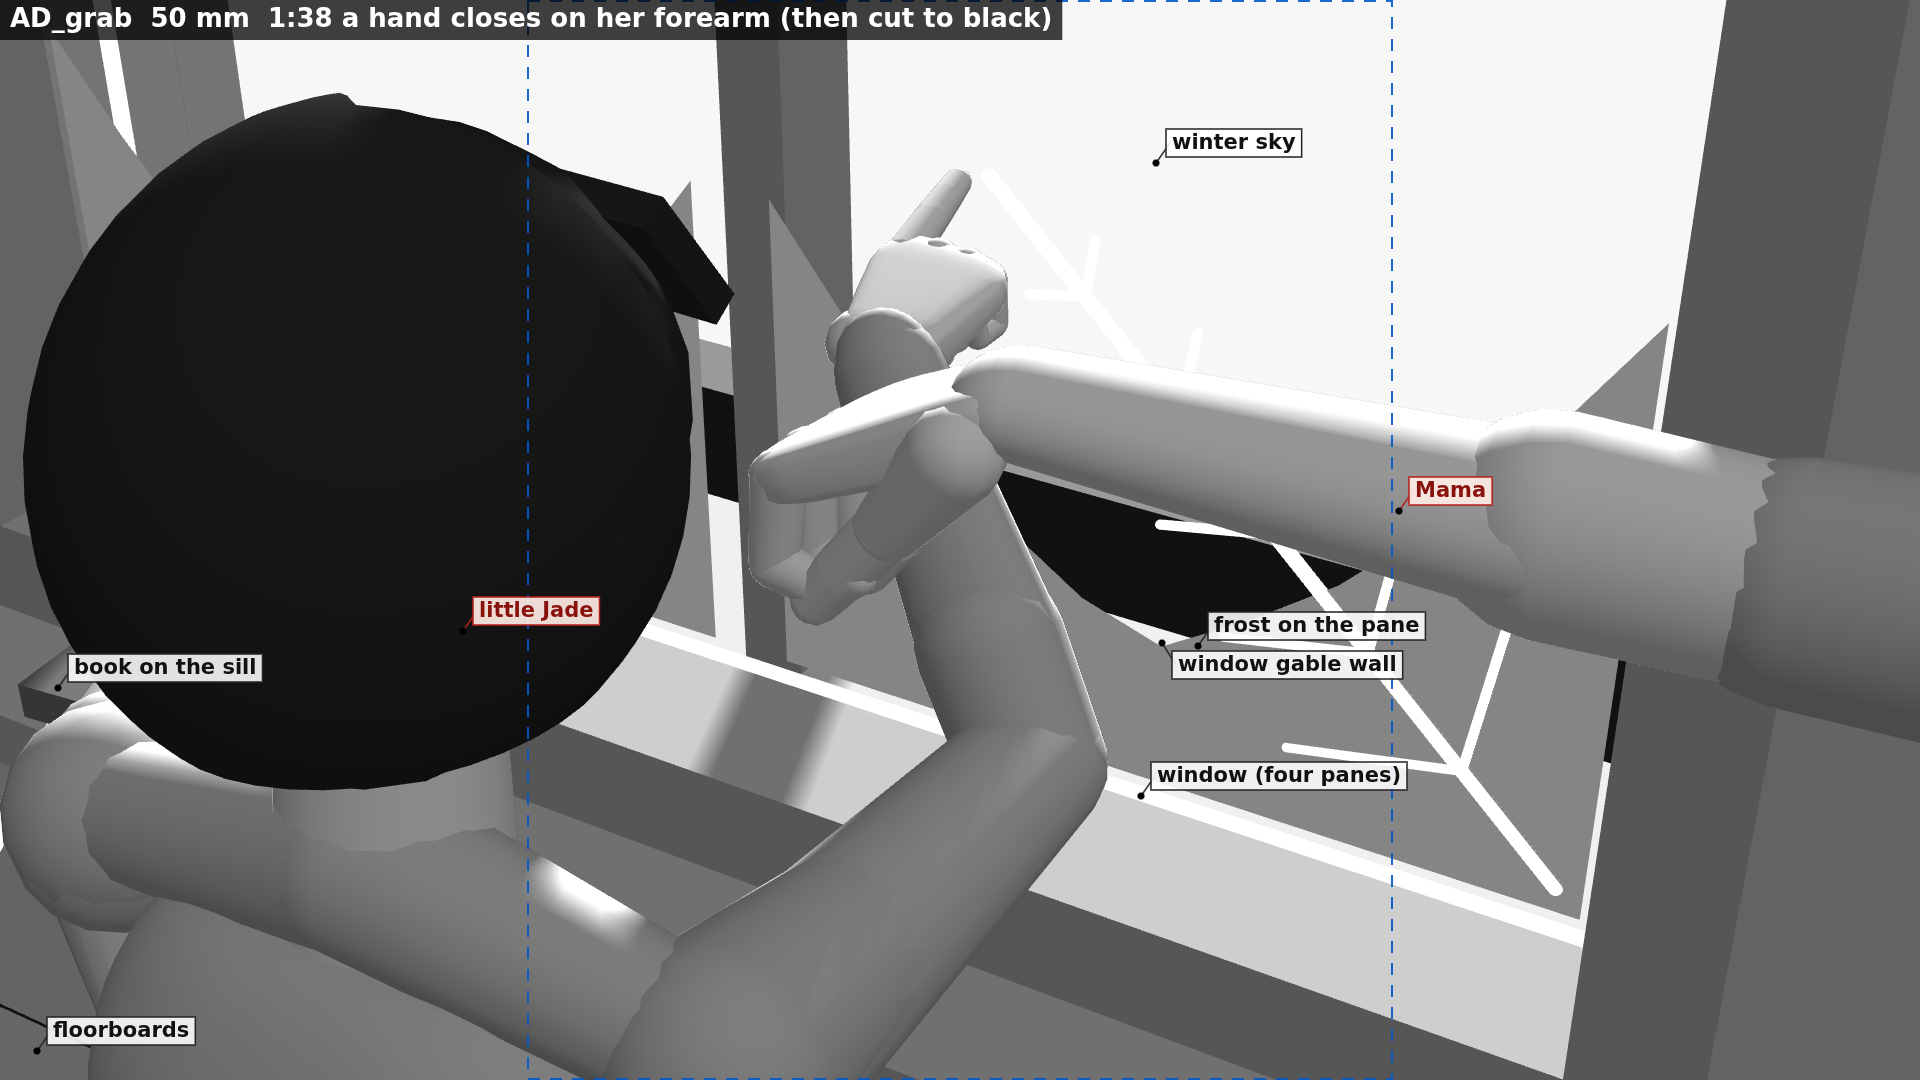 AD_grab 50 mm 1:38 a hand closes on her forearm (then cut to black)
winter sky
Mama
little Jade
frost on the pane
book on the sill
window gable wall
window (four panes)
floorboards